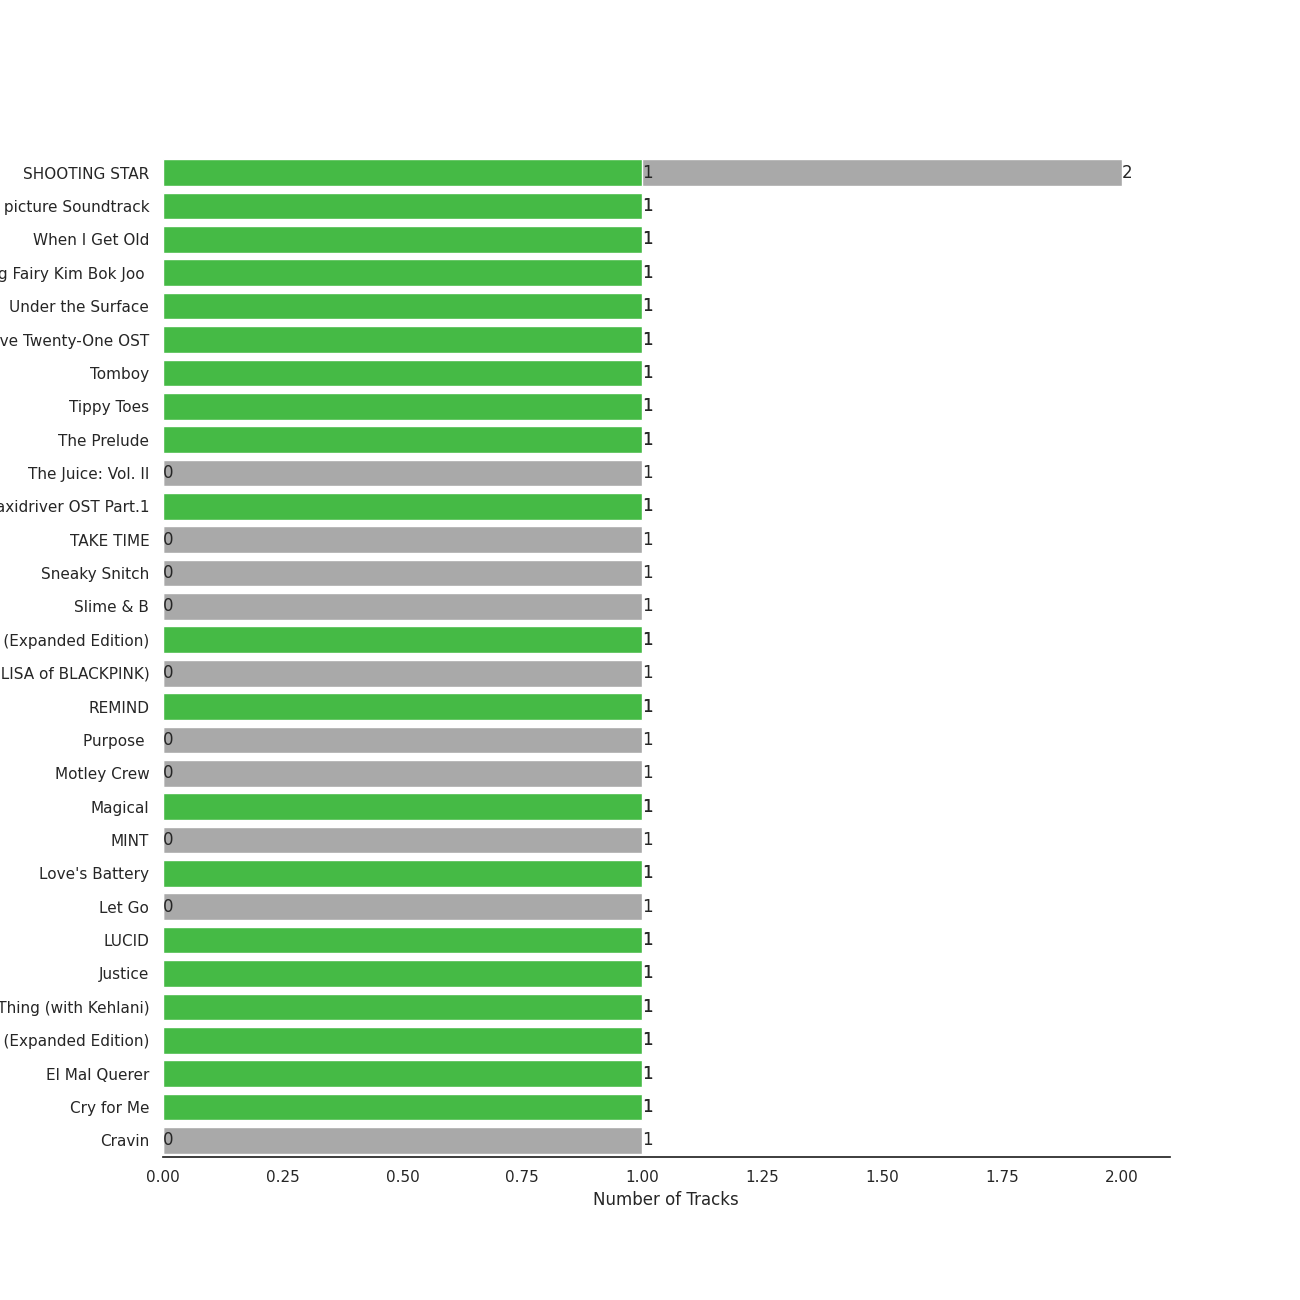 SHOOTING STAR 1 2
picture Soundtrack 1
When I Get Old 1
g Fairy Kim Bok Joo 1
Under the Surface 1
ve Twenty-One OST 1
Tomboy 1
Tippy Toes 1
The Prelude 1
The Juice: Vol. II 0 1
axidriver OST Part.1 1
TAKE TIME 0 1
Sneaky Snitch 0 1
Slime & B 0 1
(Expanded Edition) 1
LISA of BLACKPINK) 0 1
REMIND 1
Purpose 0 1
Motley Crew 0 1
Magical 1
MINT 0 1
Love's Battery 1
Let Go 0 1
LUCID 1
Justice 1
Thing (with Kehlani) 1
(Expanded Edition) 1
El Mal Querer 1
Cry for Me 1
Cravin 0 1
0.00 0.25 0.50 0.75 1.00 1.25 1.50 1.75 2.00
Number of Tracks